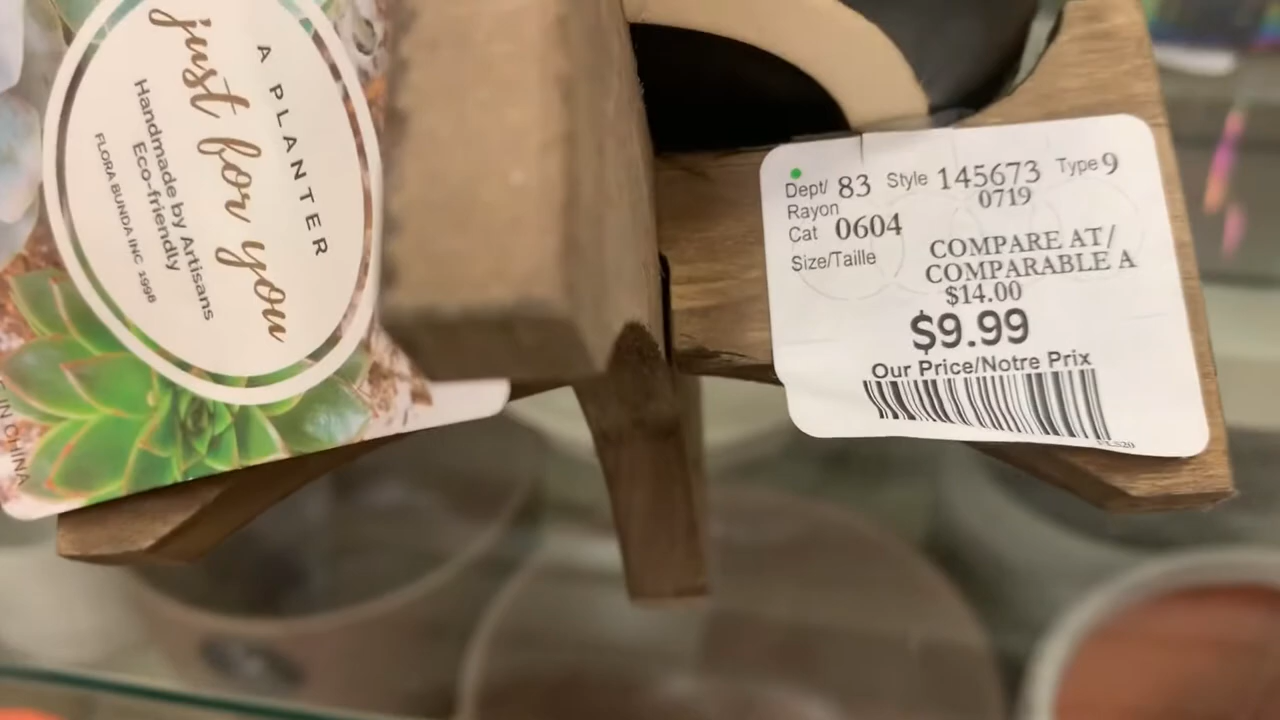 A PLANTER
just for you
Handmade by Artisans
Eco-friendly
FLORA BUNDA INC 1998
IN CHINA
Dept/ 83 Style 145673 Type 9
Rayon 0719
Cat 0604
Size/Taille
COMPARE AT/
COMPARABLE A
$14.00
$9.99
Our Price/Notre Prix